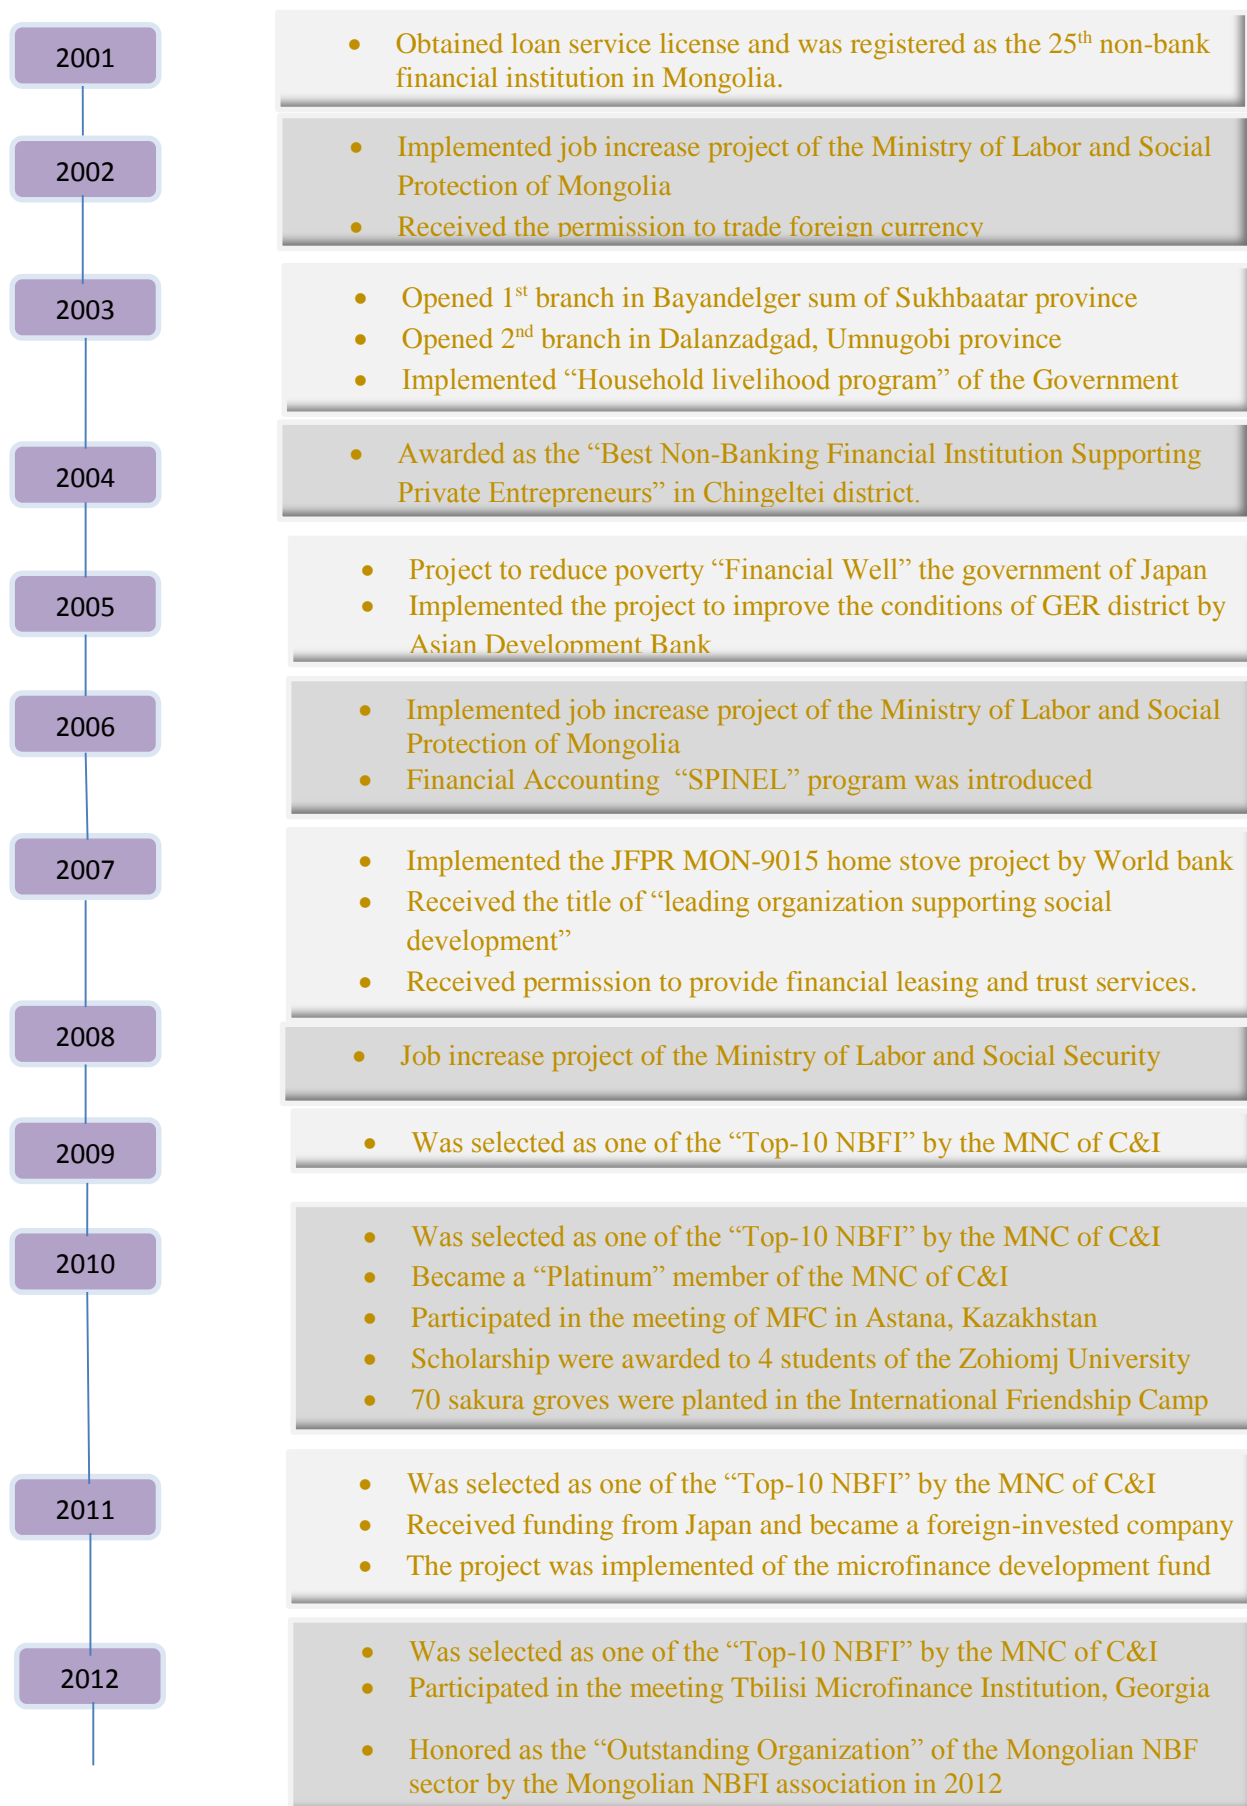 2001
• Obtained loan service license and was registered as the 25th non-bank
financial institution in Mongolia.
2002
• Implemented job increase project of the Ministry of Labor and Social
Protection of Mongolia
• Received the permission to trade foreign currency
2003
• Opened 1st branch in Bayandelger sum of Sukhbaatar province
• Opened 2nd branch in Dalanzadgad, Umnugobi province
• Implemented “Household livelihood program” of the Government
2004
• Awarded as the “Best Non-Banking Financial Institution Supporting
Private Entrepreneurs” in Chingeltei district.
2005
• Project to reduce poverty “Financial Well” the government of Japan
• Implemented the project to improve the conditions of GER district by
Asian Development Bank
2006
• Implemented job increase project of the Ministry of Labor and Social
Protection of Mongolia
• Financial Accounting “SPINEL” program was introduced
2007
• Implemented the JFPR MON-9015 home stove project by World bank
• Received the title of “leading organization supporting social
development”
• Received permission to provide financial leasing and trust services.
2008
• Job increase project of the Ministry of Labor and Social Security
2009
• Was selected as one of the “Top-10 NBFI” by the MNC of C&I
2010
• Was selected as one of the “Top-10 NBFI” by the MNC of C&I
• Became a “Platinum” member of the MNC of C&I
• Participated in the meeting of MFC in Astana, Kazakhstan
• Scholarship were awarded to 4 students of the Zohiomj University
• 70 sakura groves were planted in the International Friendship Camp
2011
• Was selected as one of the “Top-10 NBFI” by the MNC of C&I
• Received funding from Japan and became a foreign-invested company
• The project was implemented of the microfinance development fund
2012
• Was selected as one of the “Top-10 NBFI” by the MNC of C&I
• Participated in the meeting Tbilisi Microfinance Institution, Georgia
• Honored as the “Outstanding Organization” of the Mongolian NBF
sector by the Mongolian NBFI association in 2012